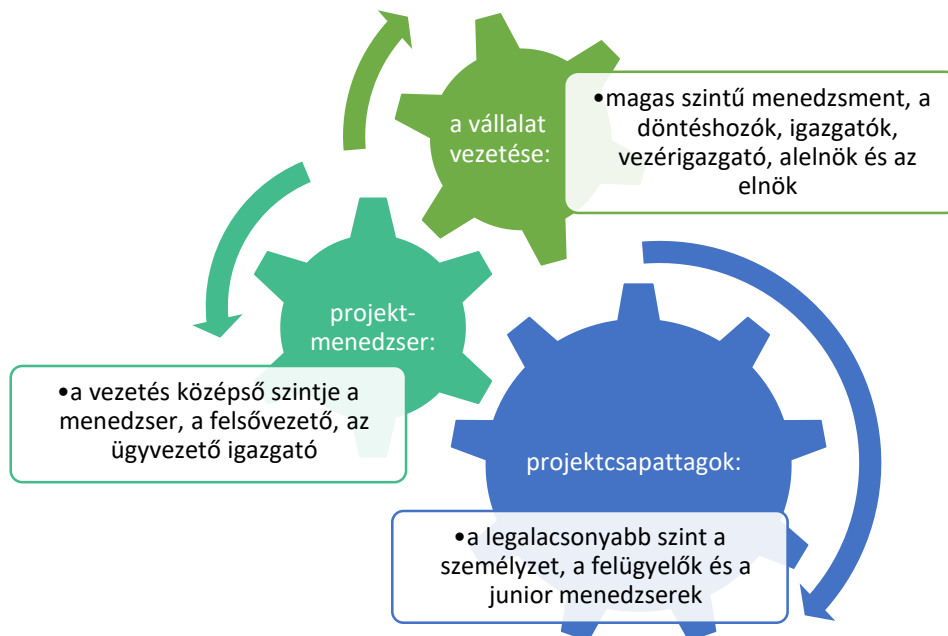 a vállalat
vezetése:
•magas szintű menedzsment, a
döntéshozók, igazgatók,
vezérigazgató, alelnök és az
elnök
projekt-
menedzser:
•a vezetés középső szintje a
menedzser, a felsővezető, az
ügyvezető igazgató
projektcsapattagok:
•a legalacsonyabb szint a
személyzet, a felügyelők és a
junior menedzserek